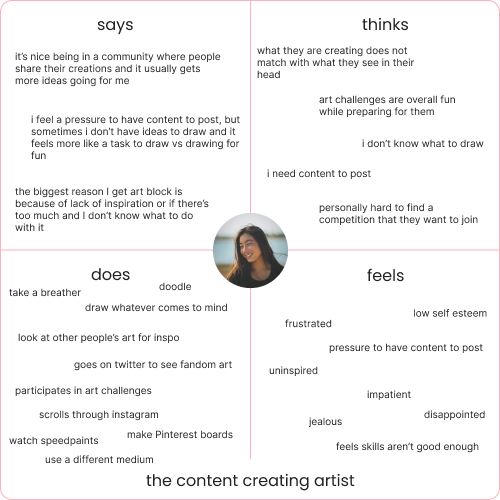 says
it’s nice being in a community where people
share their creations and it usually gets
more ideas going for me
i feel a pressure to have content to post, but
sometimes i don’t have ideas to draw and it
feels more like a task to draw vs drawing for
fun
the biggest reason I get art block is
because of lack of inspiration or if there’s
too much and I don’t know what to do
with it
thinks
what they are creating does not
match with what they see in their
head
art challenges are overall fun
while preparing for them
i don’t know what to draw
i need content to post
personally hard to find a
competition that they want to join
does
take a breather
doodle
draw whatever comes to mind
look at other people’s art for inspo
goes on twitter to see fandom art
participates in art challenges
scrolls through instagram
watch speedpaints
make Pinterest boards
use a different medium
feels
low self esteem
frustrated
pressure to have content to post
uninspired
impatient
disappointed
jealous
feels skills aren’t good enough
the content creating artist